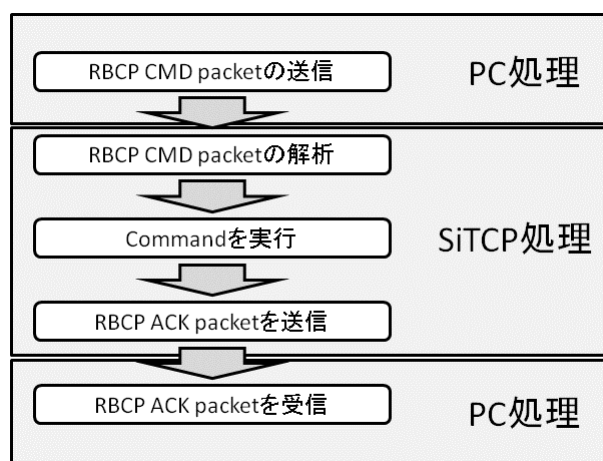 RBCP CMD packetの送信
PC処理
RBCP CMD packetの解析
Commandを実行
SiTCP処理
RBCP ACK packetを送信
RBCP ACK packetを受信
PC処理